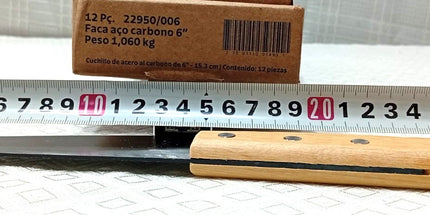 12 Pç. 22950/006
Faca aço carbono 6"
Peso 1,060 kg
Cuchillo de acero al carbono de 6" - 15.3 cm | Contenido: 12 piezas
6 7 8 9 10 1 2 3 4 5 6 7 8 9 20 1 2 3 4